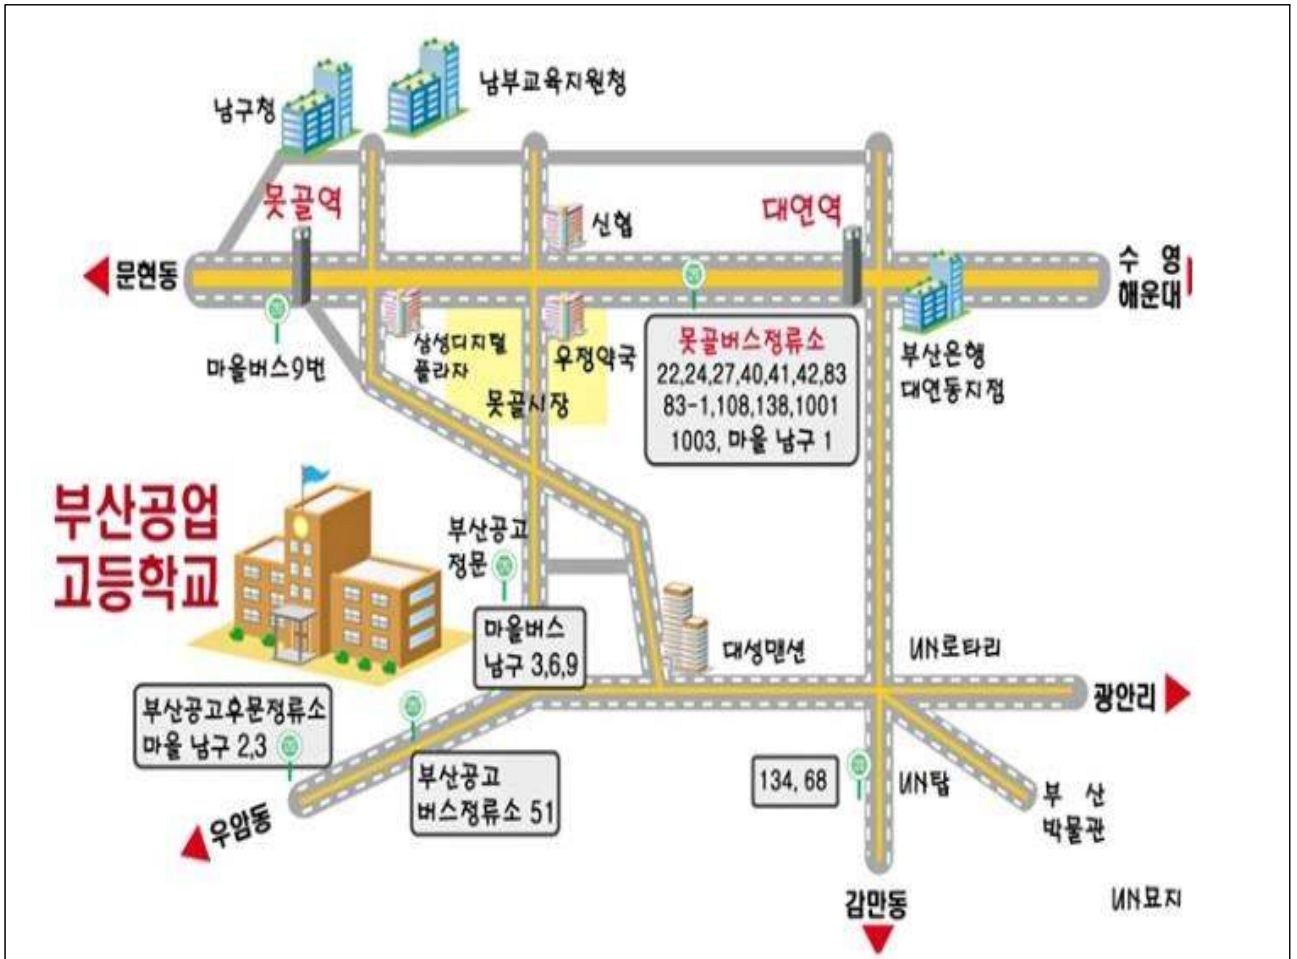 남부교육지원청
남구청
못골역
신협
대연역
문현동
수 영
해운대
마을버스9번
삼성디지털
플라자
우정약국
못골시장
못골버스정류소
22,24,27,40,41,42,83
83-1,108,138,1001
1003, 마을 남구 1
부산은행
대연동지점
부산공업
고등학교
부산공고
정문
마을버스
남구 3,6,9
대성맨션
UN로타리
광안리
부산공고후문정류소
마을 남구 2,3
부산공고
버스정류소 51
134, 68
UN탑
부 산
박물관
우암동
감만동
UN묘지